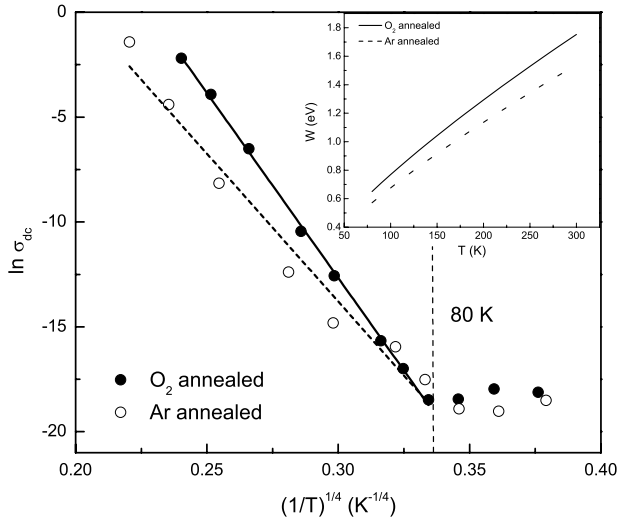 0
-5
-10
-15
-20
ln σdc
0.20
0.25
0.30
0.35
0.40
(1/T)^1/4 (K^-1/4)
O2 annealed
Ar annealed
80 K
O2 annealed
Ar annealed
1.8
1.6
1.4
1.2
1.0
0.8
0.6
0.4
W (eV)
50
100
150
200
250
300
T (K)